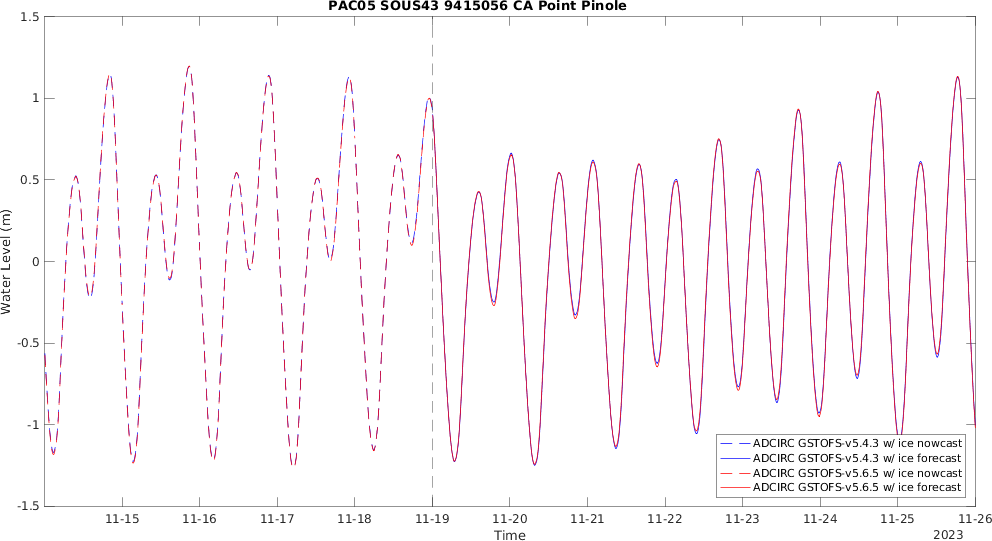 PAC05 SOUS43 9415056 CA Point Pinole
1.5
1
0.5
0
-0.5
-1
-1.5
Water Level (m)
11-15
11-16
11-17
11-18
11-19
11-20
11-21
11-22
11-23
11-24
11-25
11-26
2023
Time
ADCIRC GSTOFS-v5.4.3 w/ ice nowcast
ADCIRC GSTOFS-v5.4.3 w/ ice forecast
ADCIRC GSTOFS-v5.6.5 w/ ice nowcast
ADCIRC GSTOFS-v5.6.5 w/ ice forecast